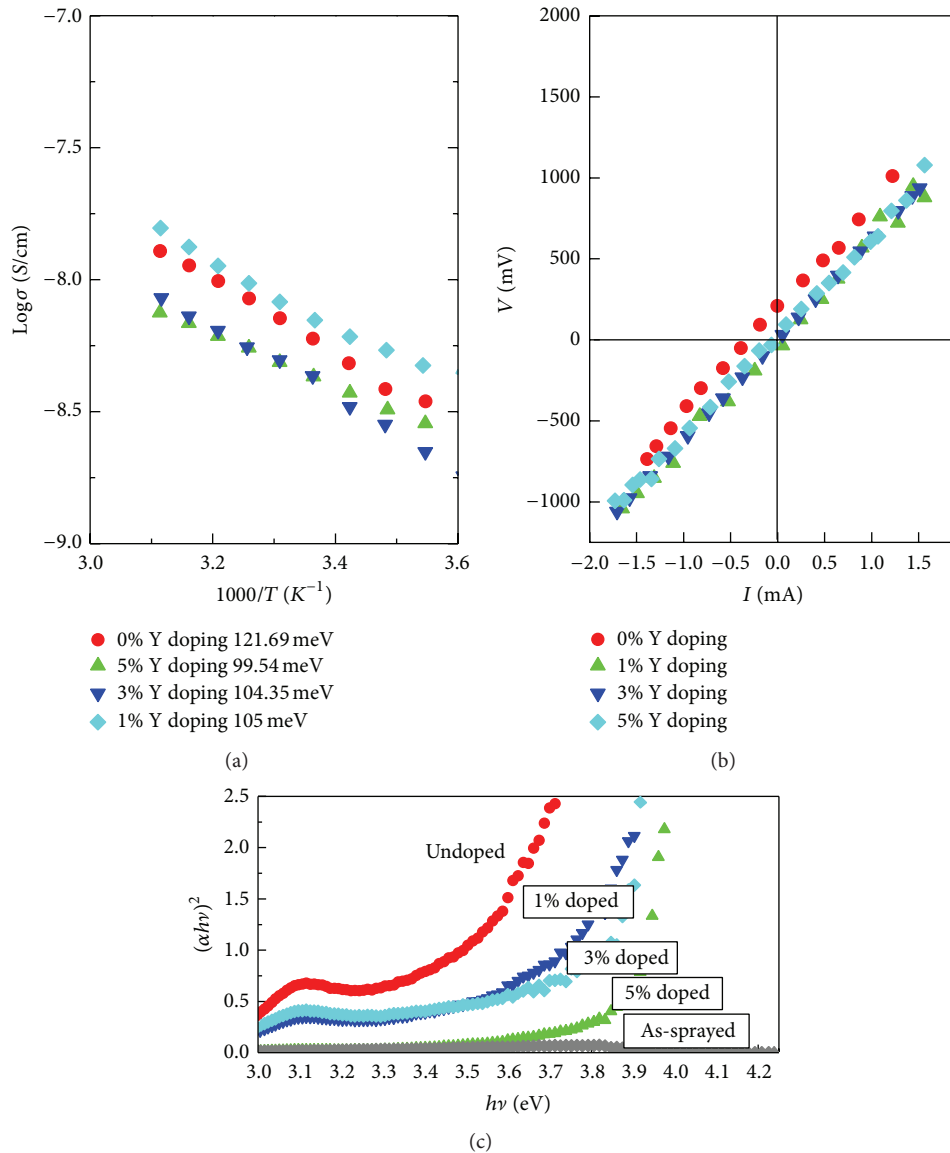 −7.0
−7.5
−8.0
−8.5
−9.0
Log σ (S/cm)
3.0 3.2 3.4 3.6
1000/T (K⁻¹)
0% Y doping 121.69 meV
5% Y doping 99.54 meV
3% Y doping 104.35 meV
1% Y doping 105 meV
(a)
2000
1500
1000
500
0
−500
−1000
V (mV)
−2.0 −1.5 −1.0 −0.5 0.0 0.5 1.0 1.5
I (mA)
0% Y doping
1% Y doping
3% Y doping
5% Y doping
(b)
2.5
2.0
1.5
1.0
0.5
0.0
(αhν)²
Undoped
1% doped
3% doped
5% doped
As-sprayed
3.0 3.1 3.2 3.3 3.4 3.5 3.6 3.7 3.8 3.9 4.0 4.1 4.2
hν (eV)
(c)